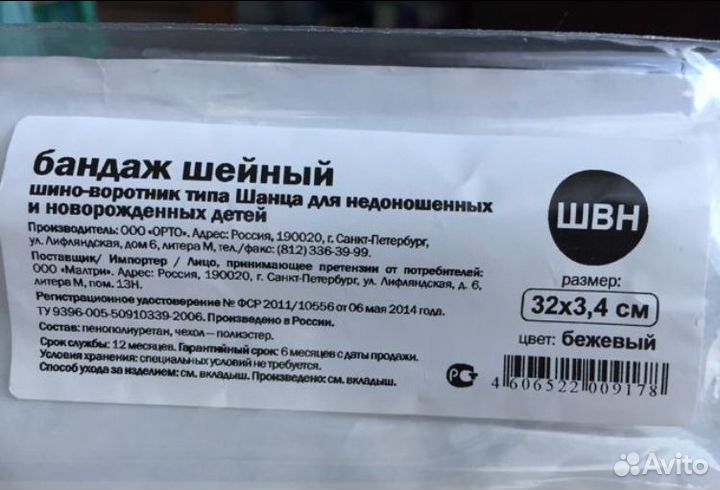 бандаж шейный
шино-воротник типа Шанца для недоношенных
и новорожденных детей
Производитель: ООО «ОРТО». Адрес: Россия, 190020, г. Санкт-Петербург,
ул. Лифляндская, дом 6, литера М, тел./факс: (812) 336-39-99.
Поставщик/ Импортер / Лицо, принимающее претензии от потребителей:
ООО «Малтри». Адрес: Россия, 190020, г. Санкт-Петербург, ул. Лифляндская, д. 6,
литера М, пом. 13Н.
Регистрационное удостоверение № ФСР 2011/10556 от 06 мая 2014 года.
ТУ 9396-005-50910339-2006. Произведено в России.
Состав: пенополиуретан, чехол — полиэстер.
Срок службы: 12 месяцев. Гарантийный срок: 6 месяцев с даты продажи.
Условия хранения: специальных условий не требуется.
Способ ухода за изделием: см. вкладыш. Произведено: см. вкладыш.
ШВН
размер:
32х3,4 см
цвет: бежевый
РСТ
4 606522 009178
Avito